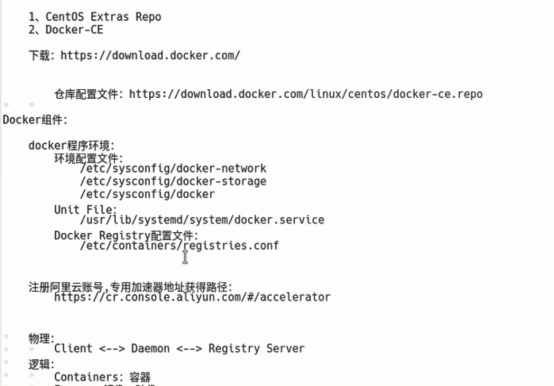 1、CentOS Extras Repo
2、Docker-CE
下载：https://download.docker.com/
仓库配置文件：https://download.docker.com/linux/centos/docker-ce.repo
Docker组件：
docker程序环境：
环境配置文件：
/etc/sysconfig/docker-network
/etc/sysconfig/docker-storage
/etc/sysconfig/docker
Unit File：
/usr/lib/systemd/system/docker.service
Docker Registry配置文件：
/etc/containers/registries.conf
注册阿里云账号,专用加速器地址获得路径：
https://cr.console.aliyun.com/#/accelerator
物理：
Client <--> Daemon <--> Registry Server
逻辑：
Containers：容器